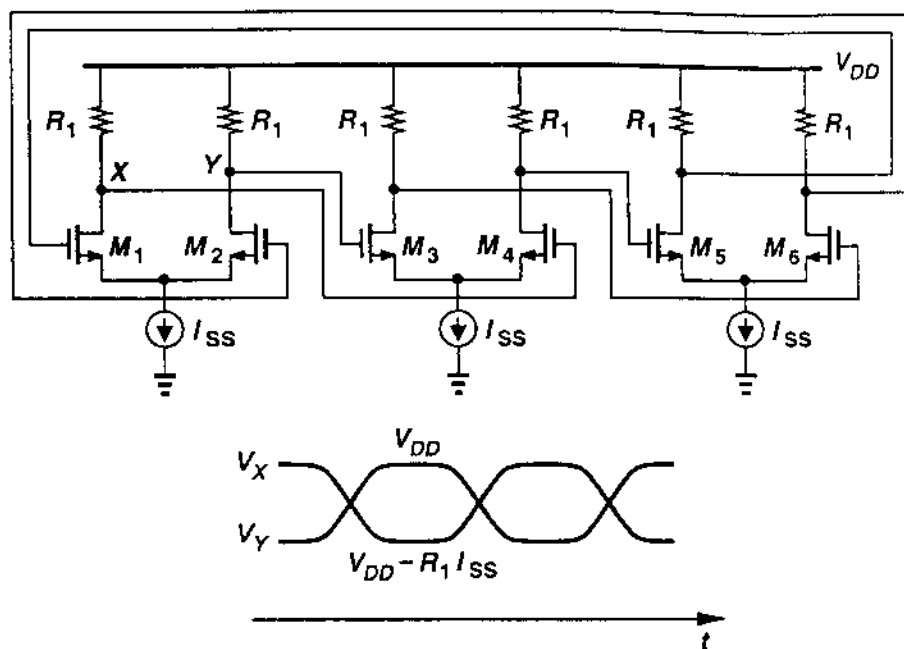 V_DD
R_1 R_1 R_1 R_1 R_1 R_1
X Y
M_1 M_2 M_3 M_4 M_5 M_6
I_SS I_SS I_SS
V_DD
V_X
V_Y
V_DD − R_1 I_SS
t